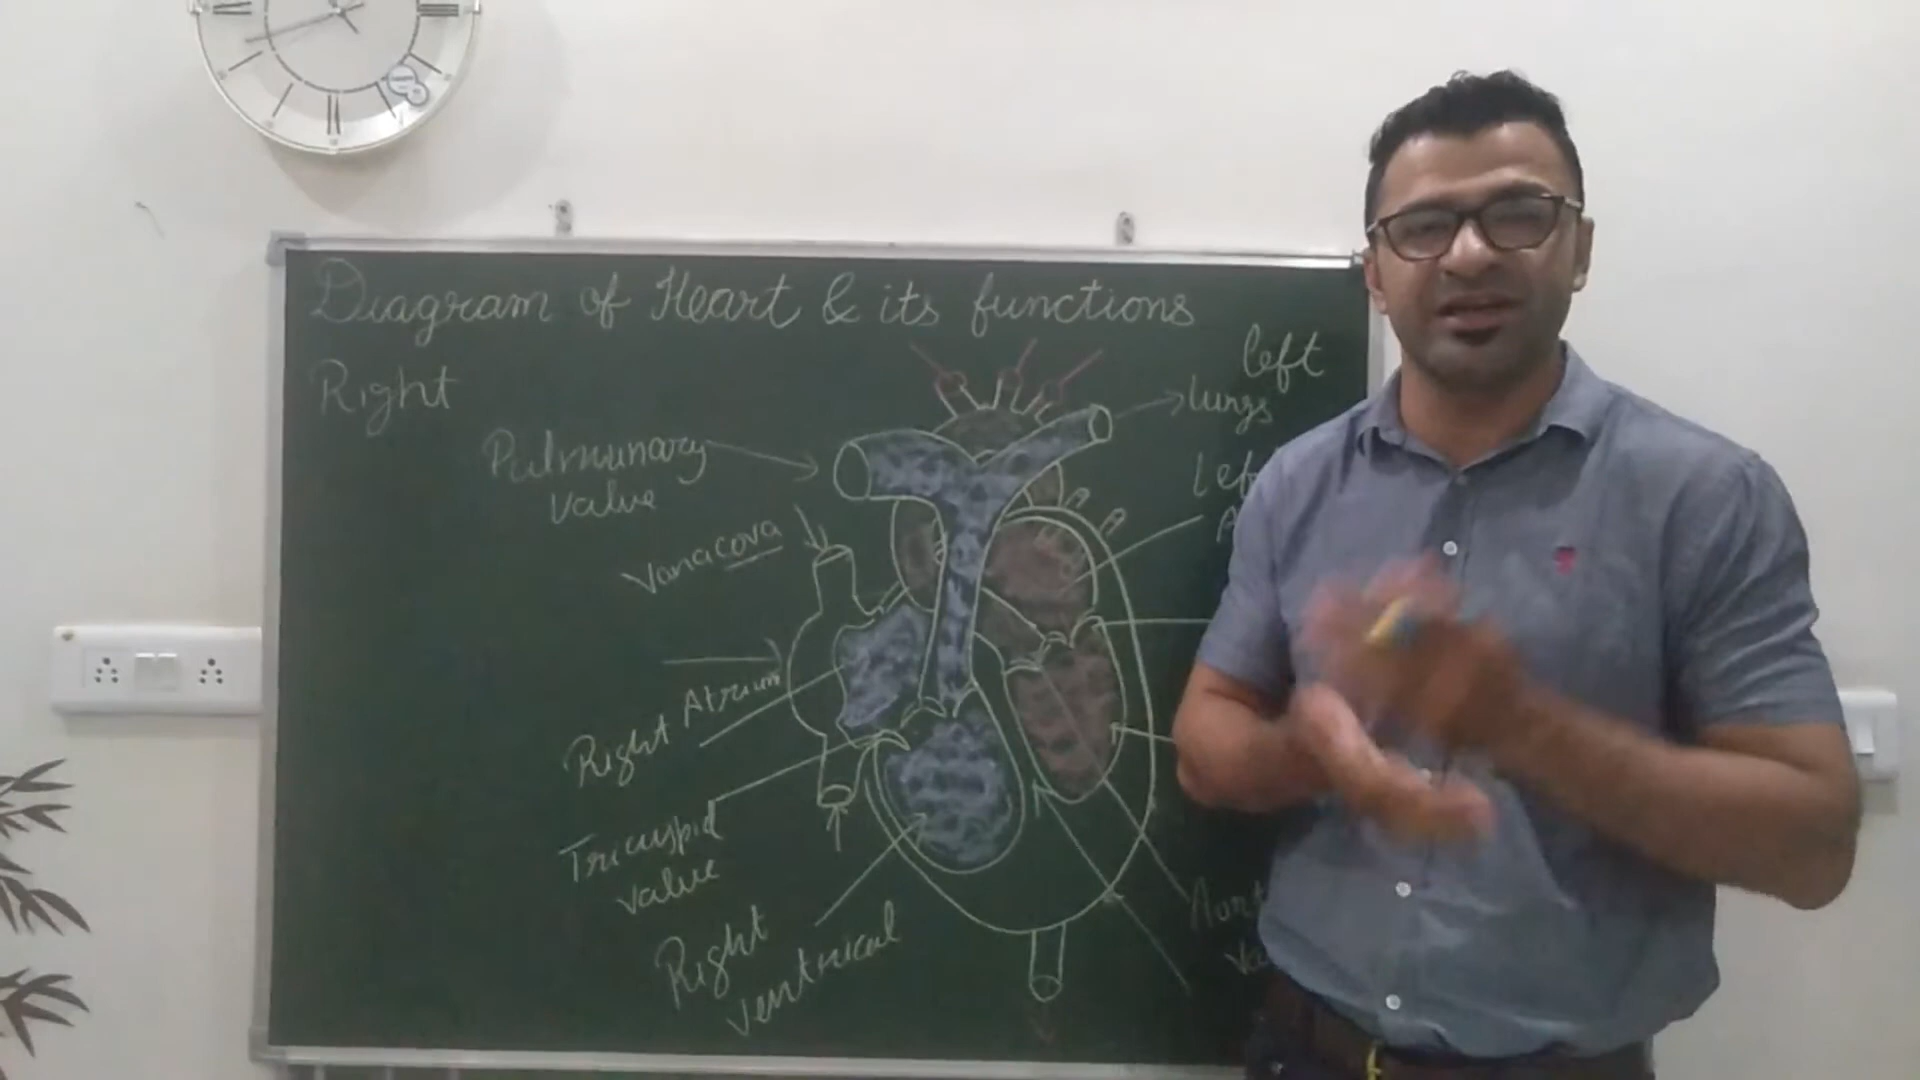 Diagram of Heart & its functions
left
Right
lungs
Pulmunary
valve
Vanacova
Right Atrium
Tricuspid
valve
Right
ventrical